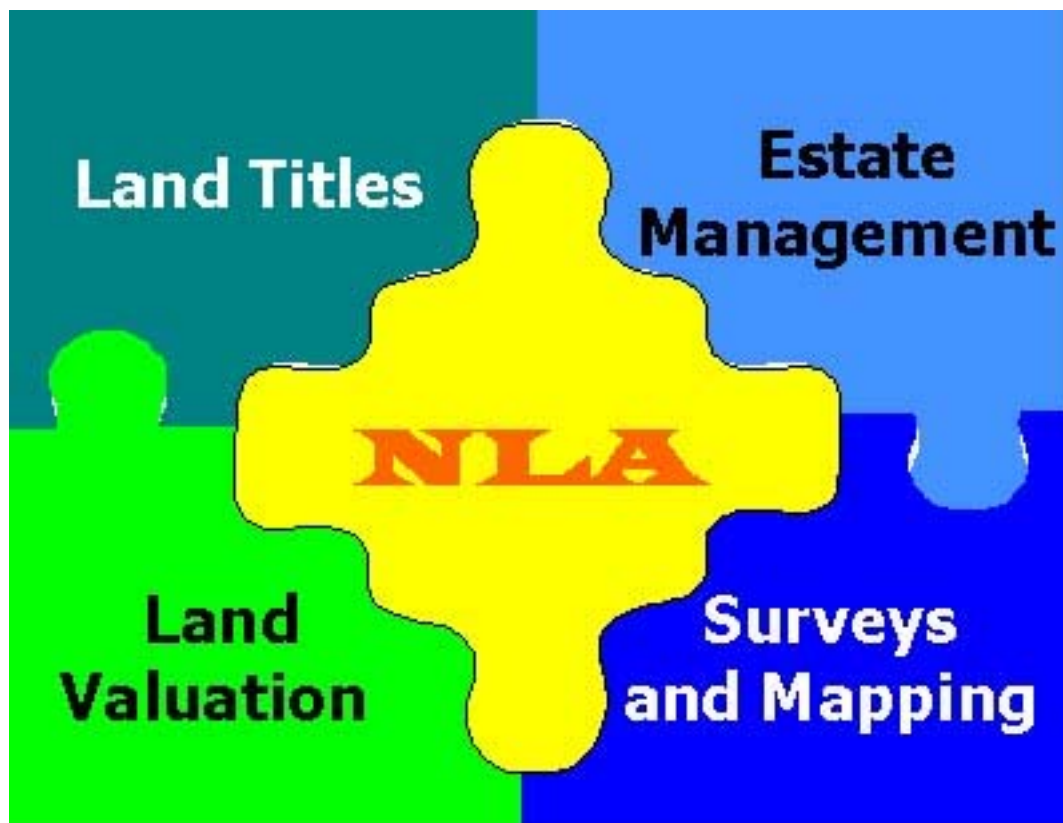 Land Titles
Estate
Management
NLA
Land
Valuation
Surveys
and Mapping